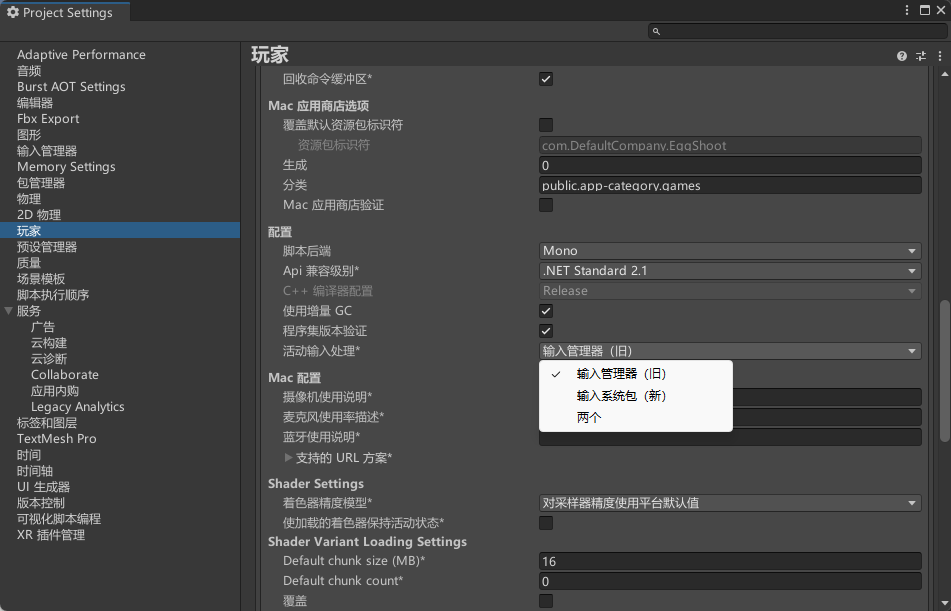 Project Settings
Adaptive Performance
音频
Burst AOT Settings
编辑器
Fbx Export
图形
输入管理器
Memory Settings
包管理器
物理
2D 物理
玩家
预设管理器
质量
场景模板
脚本执行顺序
服务
广告
云构建
云诊断
Collaborate
应用内购
Legacy Analytics
标签和图层
TextMesh Pro
时间
时间轴
UI 生成器
版本控制
可视化脚本编程
XR 插件管理
玩家
回收命令缓冲区*
Mac 应用商店选项
覆盖默认资源包标识符
资源包标识符 com.DefaultCompany.EggShoot
生成 0
分类 public.app-category.games
Mac 应用商店验证
配置
脚本后端 Mono
Api 兼容级别* .NET Standard 2.1
C++ 编译器配置 Release
使用增量 GC
程序集版本验证
活动输入处理* 输入管理器（旧）
输入管理器（旧）
输入系统包（新）
两个
Mac 配置
摄像机使用说明*
麦克风使用率描述*
蓝牙使用说明*
支持的 URL 方案*
Shader Settings
着色器精度模型* 对采样器精度使用平台默认值
使加载的着色器保持活动状态*
Shader Variant Loading Settings
Default chunk size (MB)* 16
Default chunk count* 0
覆盖